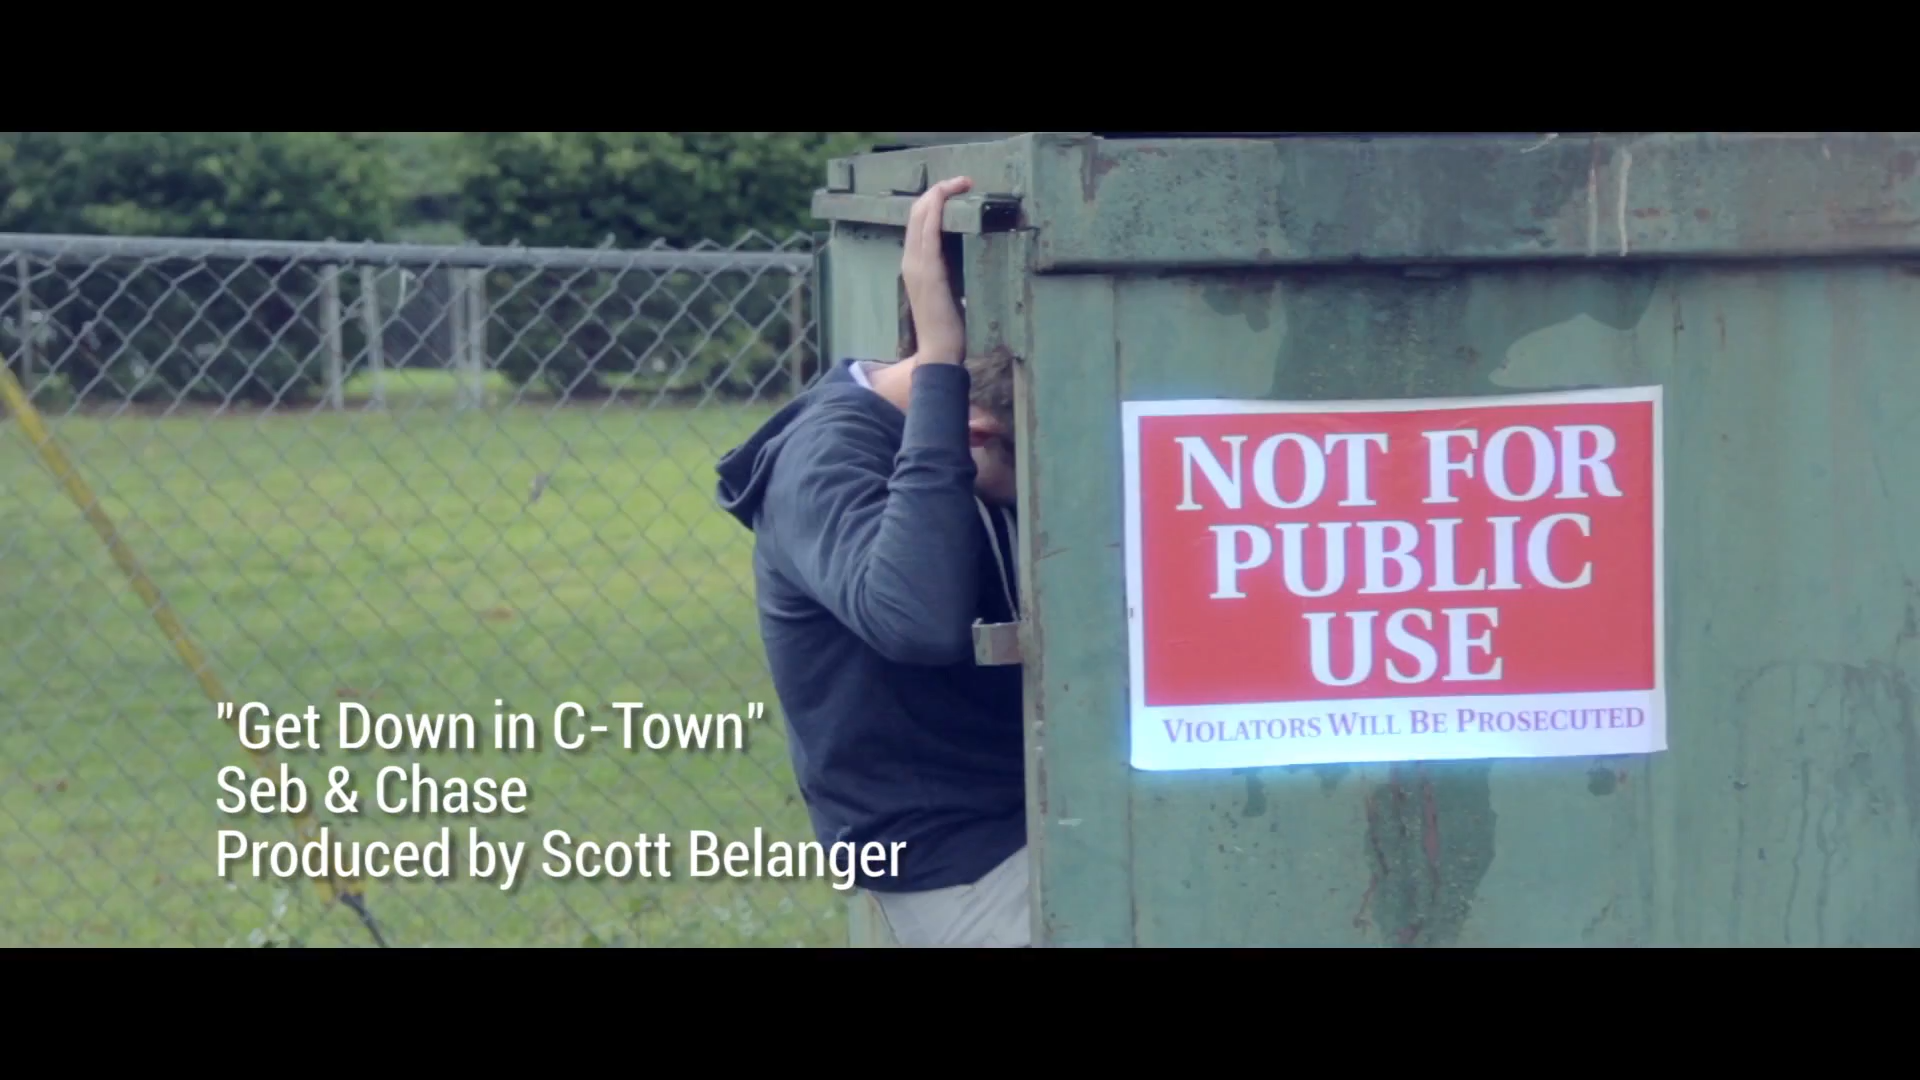 "Get Down in C-Town"
Seb & Chase
Produced by Scott Belanger
NOT FOR
PUBLIC
USE
VIOLATORS WILL BE PROSECUTED